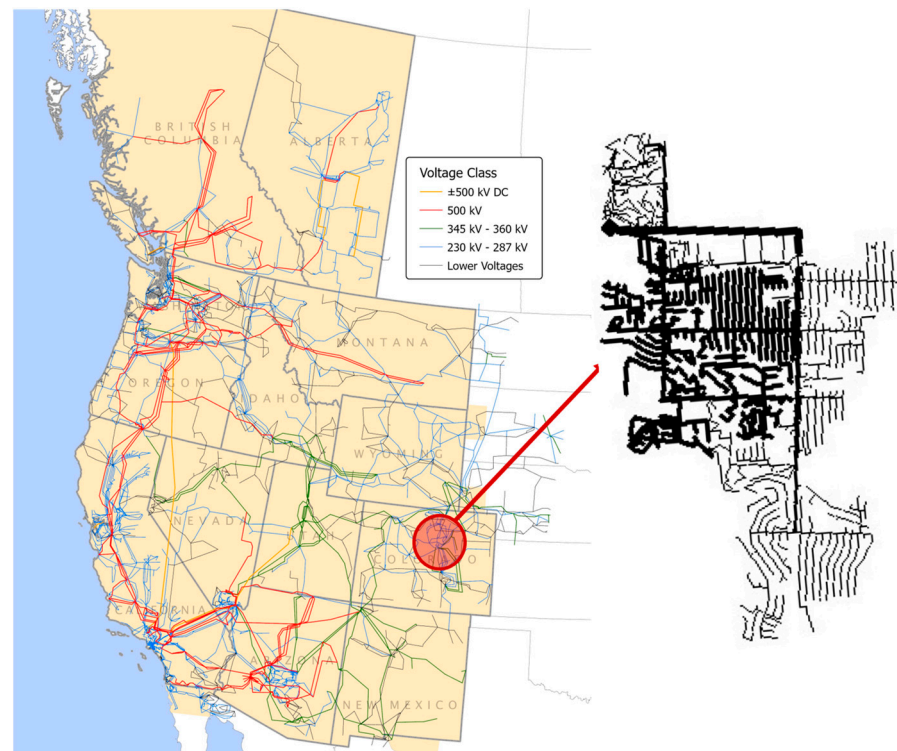 BRITISH
COLUMBIA
ALBERTA
Voltage Class
±500 kV DC
500 kV
345 kV - 360 kV
230 kV - 287 kV
Lower Voltages
MONTANA
OREGON
IDAHO
WYOMING
NEVADA
COLORADO
CALIFORNIA
ARIZONA
NEW MEXICO